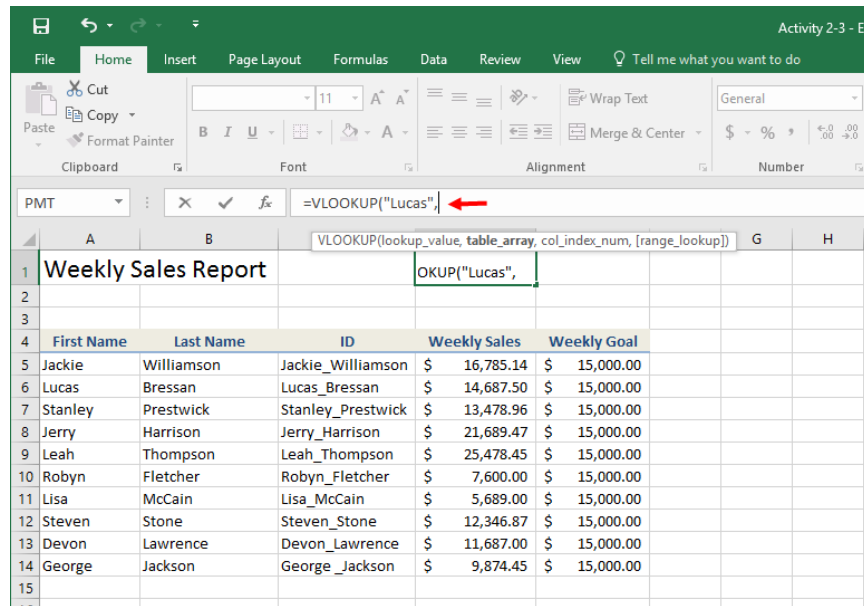 Activity 2-3 - E
File Home Insert Page Layout Formulas Data Review View Tell me what you want to do
Cut
Copy
Format Painter
Paste
11 A A Wrap Text General
B I U A Merge & Center $ % , .0 .00 .00 .0
Clipboard Font Alignment Number
PMT fx =VLOOKUP("Lucas",
VLOOKUP(lookup_value, table_array, col_index_num, [range_lookup])
A B G H
1 Weekly Sales Report OKUP("Lucas",
2
3
4 First Name Last Name ID Weekly Sales Weekly Goal
5 Jackie Williamson Jackie_Williamson $ 16,785.14 $ 15,000.00
6 Lucas Bressan Lucas_Bressan $ 14,687.50 $ 15,000.00
7 Stanley Prestwick Stanley_Prestwick $ 13,478.96 $ 15,000.00
8 Jerry Harrison Jerry_Harrison $ 21,689.47 $ 15,000.00
9 Leah Thompson Leah_Thompson $ 25,478.45 $ 15,000.00
10 Robyn Fletcher Robyn_Fletcher $ 7,600.00 $ 15,000.00
11 Lisa McCain Lisa_McCain $ 5,689.00 $ 15,000.00
12 Steven Stone Steven_Stone $ 12,346.87 $ 15,000.00
13 Devon Lawrence Devon_Lawrence $ 11,687.00 $ 15,000.00
14 George Jackson George _Jackson $ 9,874.45 $ 15,000.00
15